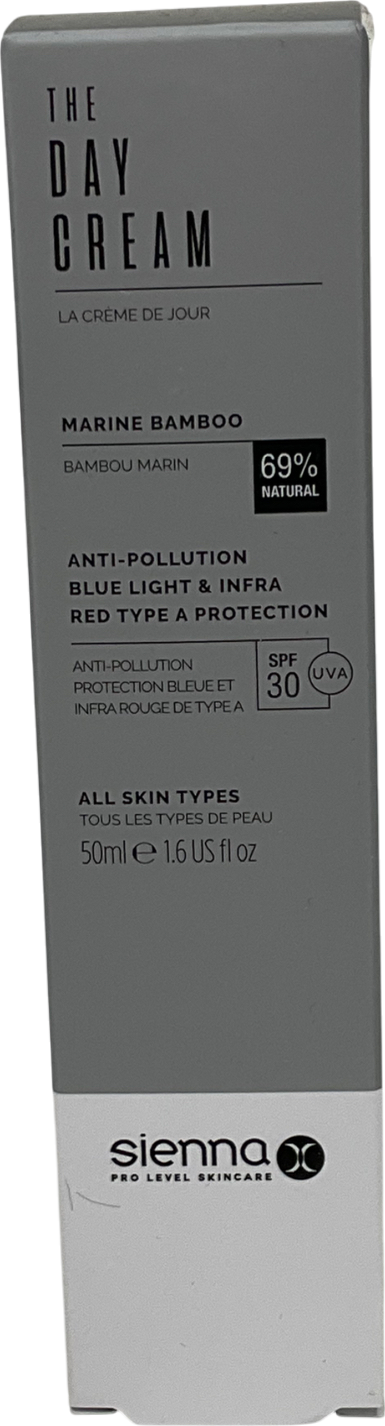 THE
DAY
CREAM
LA CRÈME DE JOUR
MARINE BAMBOO
BAMBOU MARIN
69%
NATURAL
ANTI-POLLUTION
BLUE LIGHT & INFRA
RED TYPE A PROTECTION
ANTI-POLLUTION
PROTECTION BLEUE ET
INFRA ROUGE DE TYPE A
SPF
30
UVA
ALL SKIN TYPES
TOUS LES TYPES DE PEAU
50ml ℮ 1.6 US fl oz
sienna X
PRO LEVEL SKINCARE